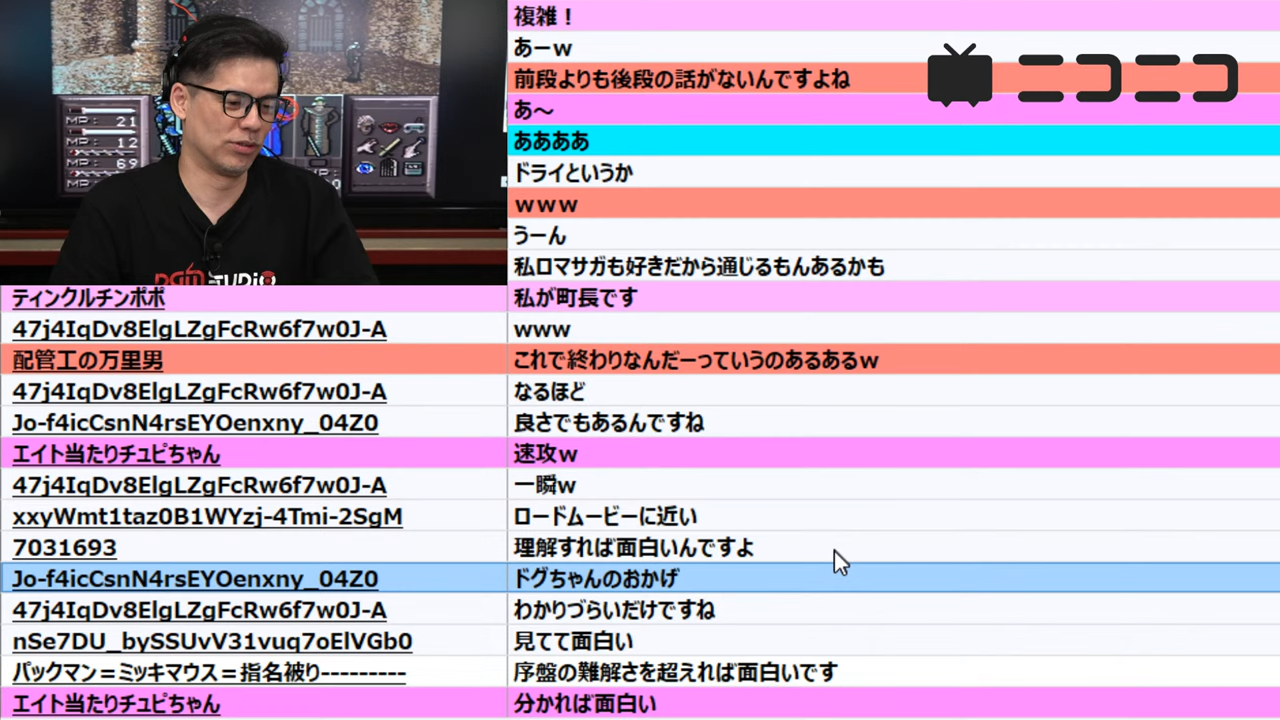 複雑！
あーｗ
前段よりも後段の話がないんですよね
あ～
ああああ
ドライというか
ｗｗｗ
うーん
私ロマサガも好きだから通じるもんあるかも
ニコニコ
MP: 21
MP: 12
MP: 69
ティンクルチンポポ 私が町長です
47j4IqDv8ElgLZgFcRw6f7w0J-A www
配管工の万里男 これで終わりなんだーっていうのあるあるｗ
47j4IqDv8ElgLZgFcRw6f7w0J-A なるほど
Jo-f4icCsnN4rsEYOenxny_04Z0 良さでもあるんですね
エイト当たりチュピちゃん 速攻ｗ
47j4IqDv8ElgLZgFcRw6f7w0J-A 一瞬w
xxyWmt1taz0B1WYzj-4Tmi-2SgM ロードムービーに近い
7031693 理解すれば面白いんですよ
Jo-f4icCsnN4rsEYOenxny_04Z0 ドグちゃんのおかげ
47j4IqDv8ElgLZgFcRw6f7w0J-A わかりづらいだけですね
nSe7DU_bySSUvV31vuq7oElVGb0 見てて面白い
パックマン＝ミッキマウス＝指名被り--------- 序盤の難解さを超えれば面白いです
エイト当たりチュピちゃん 分かれば面白い